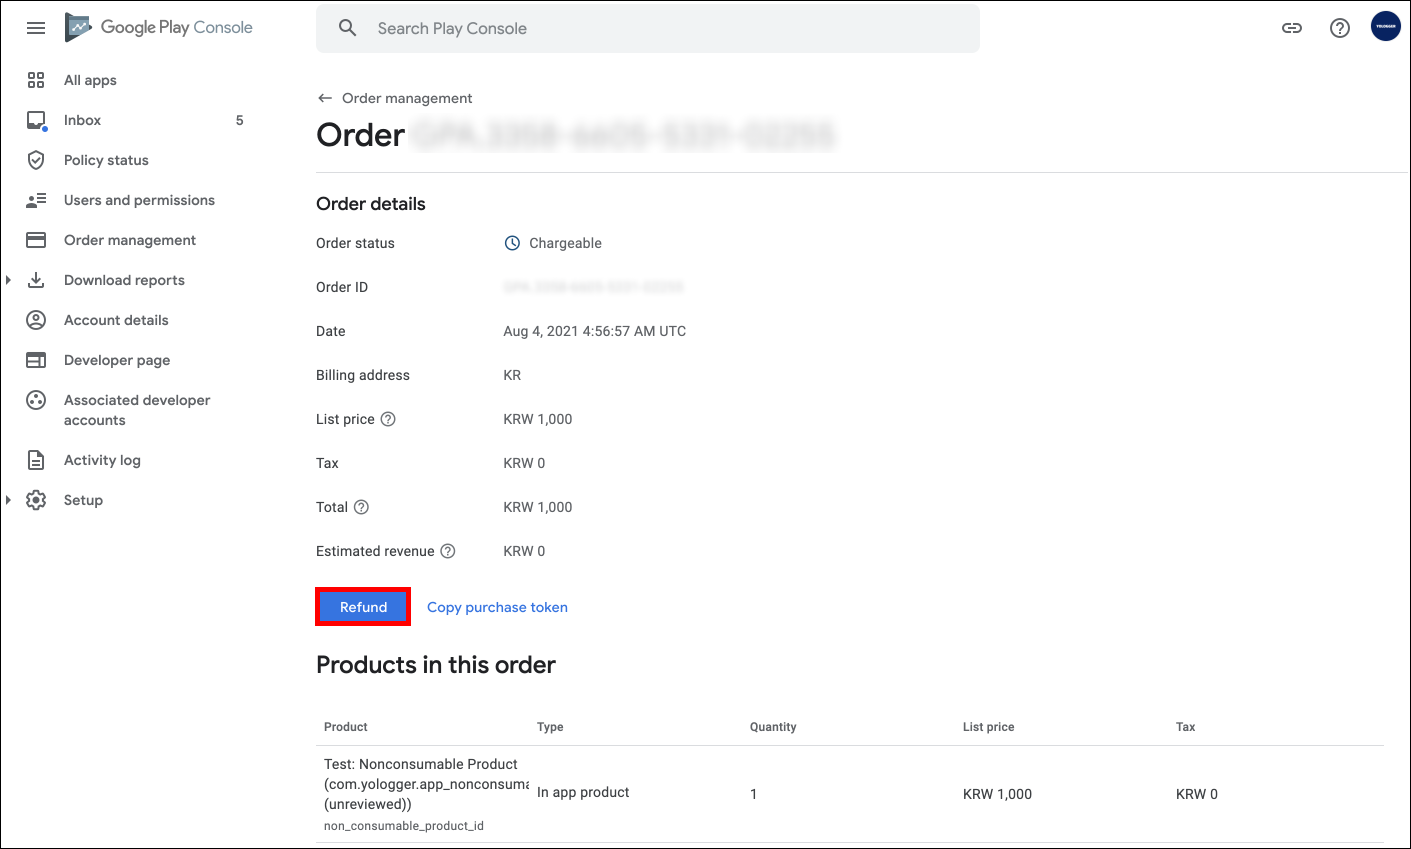 Google Play Console
Search Play Console
All apps
Inbox 5
Policy status
Users and permissions
Order management
Download reports
Account details
Developer page
Associated developer
accounts
Activity log
Setup
Order management
Order
Order details
Order status Chargeable
Order ID
Date Aug 4, 2021 4:56:57 AM UTC
Billing address KR
List price KRW 1,000
Tax KRW 0
Total KRW 1,000
Estimated revenue KRW 0
Refund Copy purchase token
Products in this order
Product Type Quantity List price Tax
Test: Nonconsumable Product
(com.yologger.app_nonconsuma
(unreviewed))
non_consumable_product_id
In app product 1 KRW 1,000 KRW 0